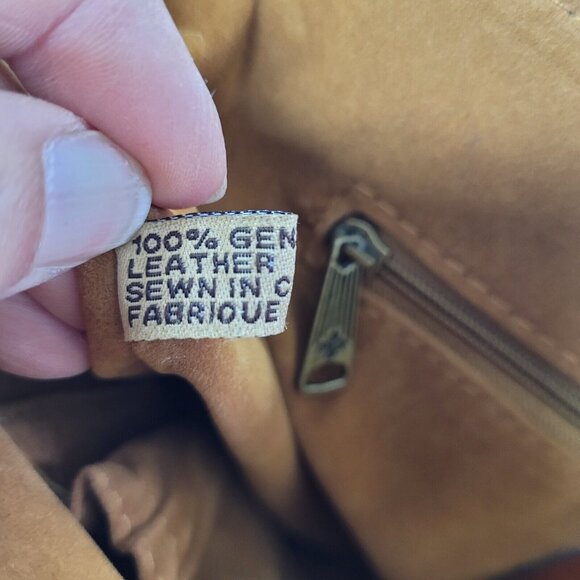 100% GEN
LEATHER
SEWN IN C
FABRIQUE